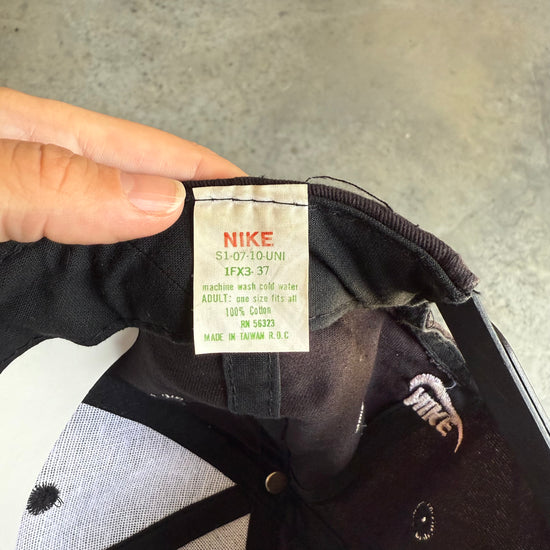 NIKE
S1-07-10-UNI
1FX3-37
machine wash cold water
ADULT: one size fits all
100% Cotton
RN 56323
MADE IN TAIWAN R.O.C
NIKE